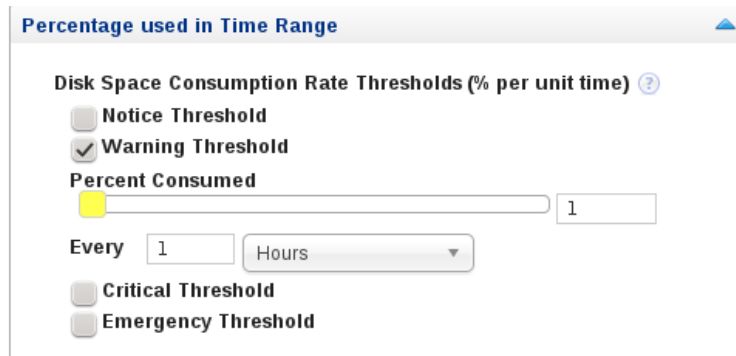 Percentage used in Time Range
Disk Space Consumption Rate Thresholds (% per unit time) ?
Notice Threshold
Warning Threshold
Percent Consumed
1
Every 1 Hours
Critical Threshold
Emergency Threshold